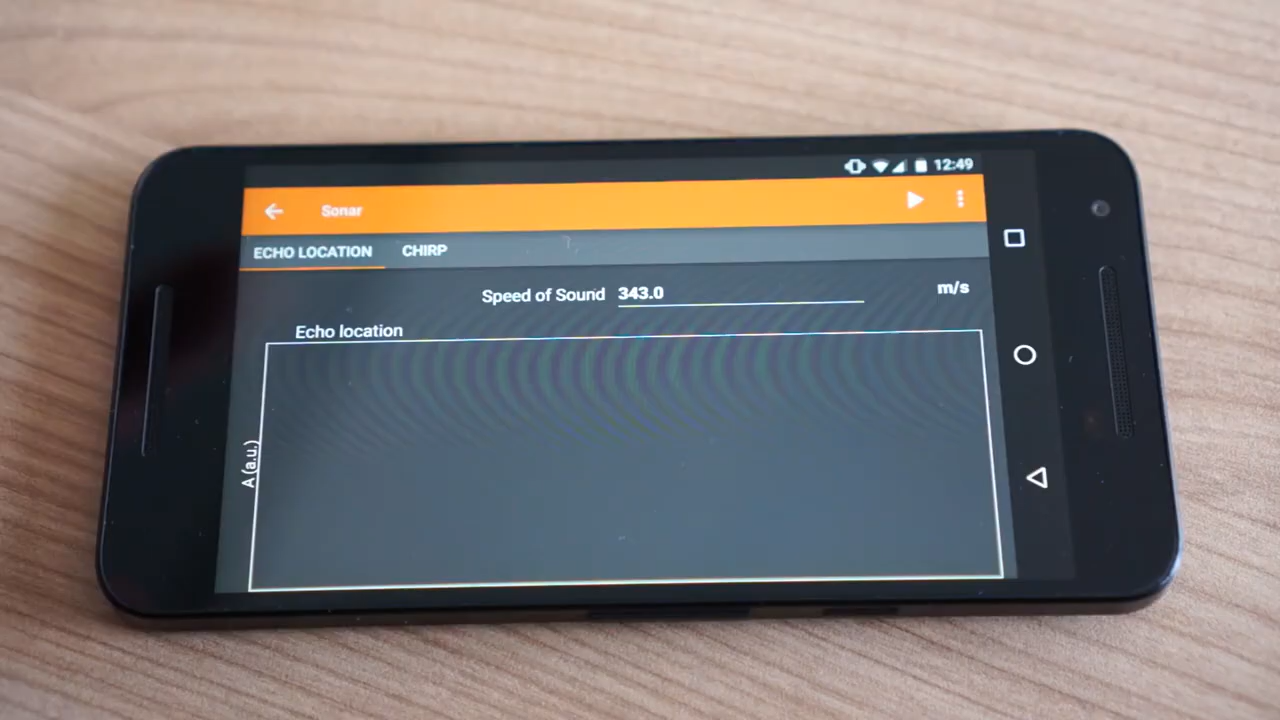 12:49
Sonar
ECHO LOCATION CHIRP
Speed of Sound 343.0 m/s
Echo location
A (a.u.)